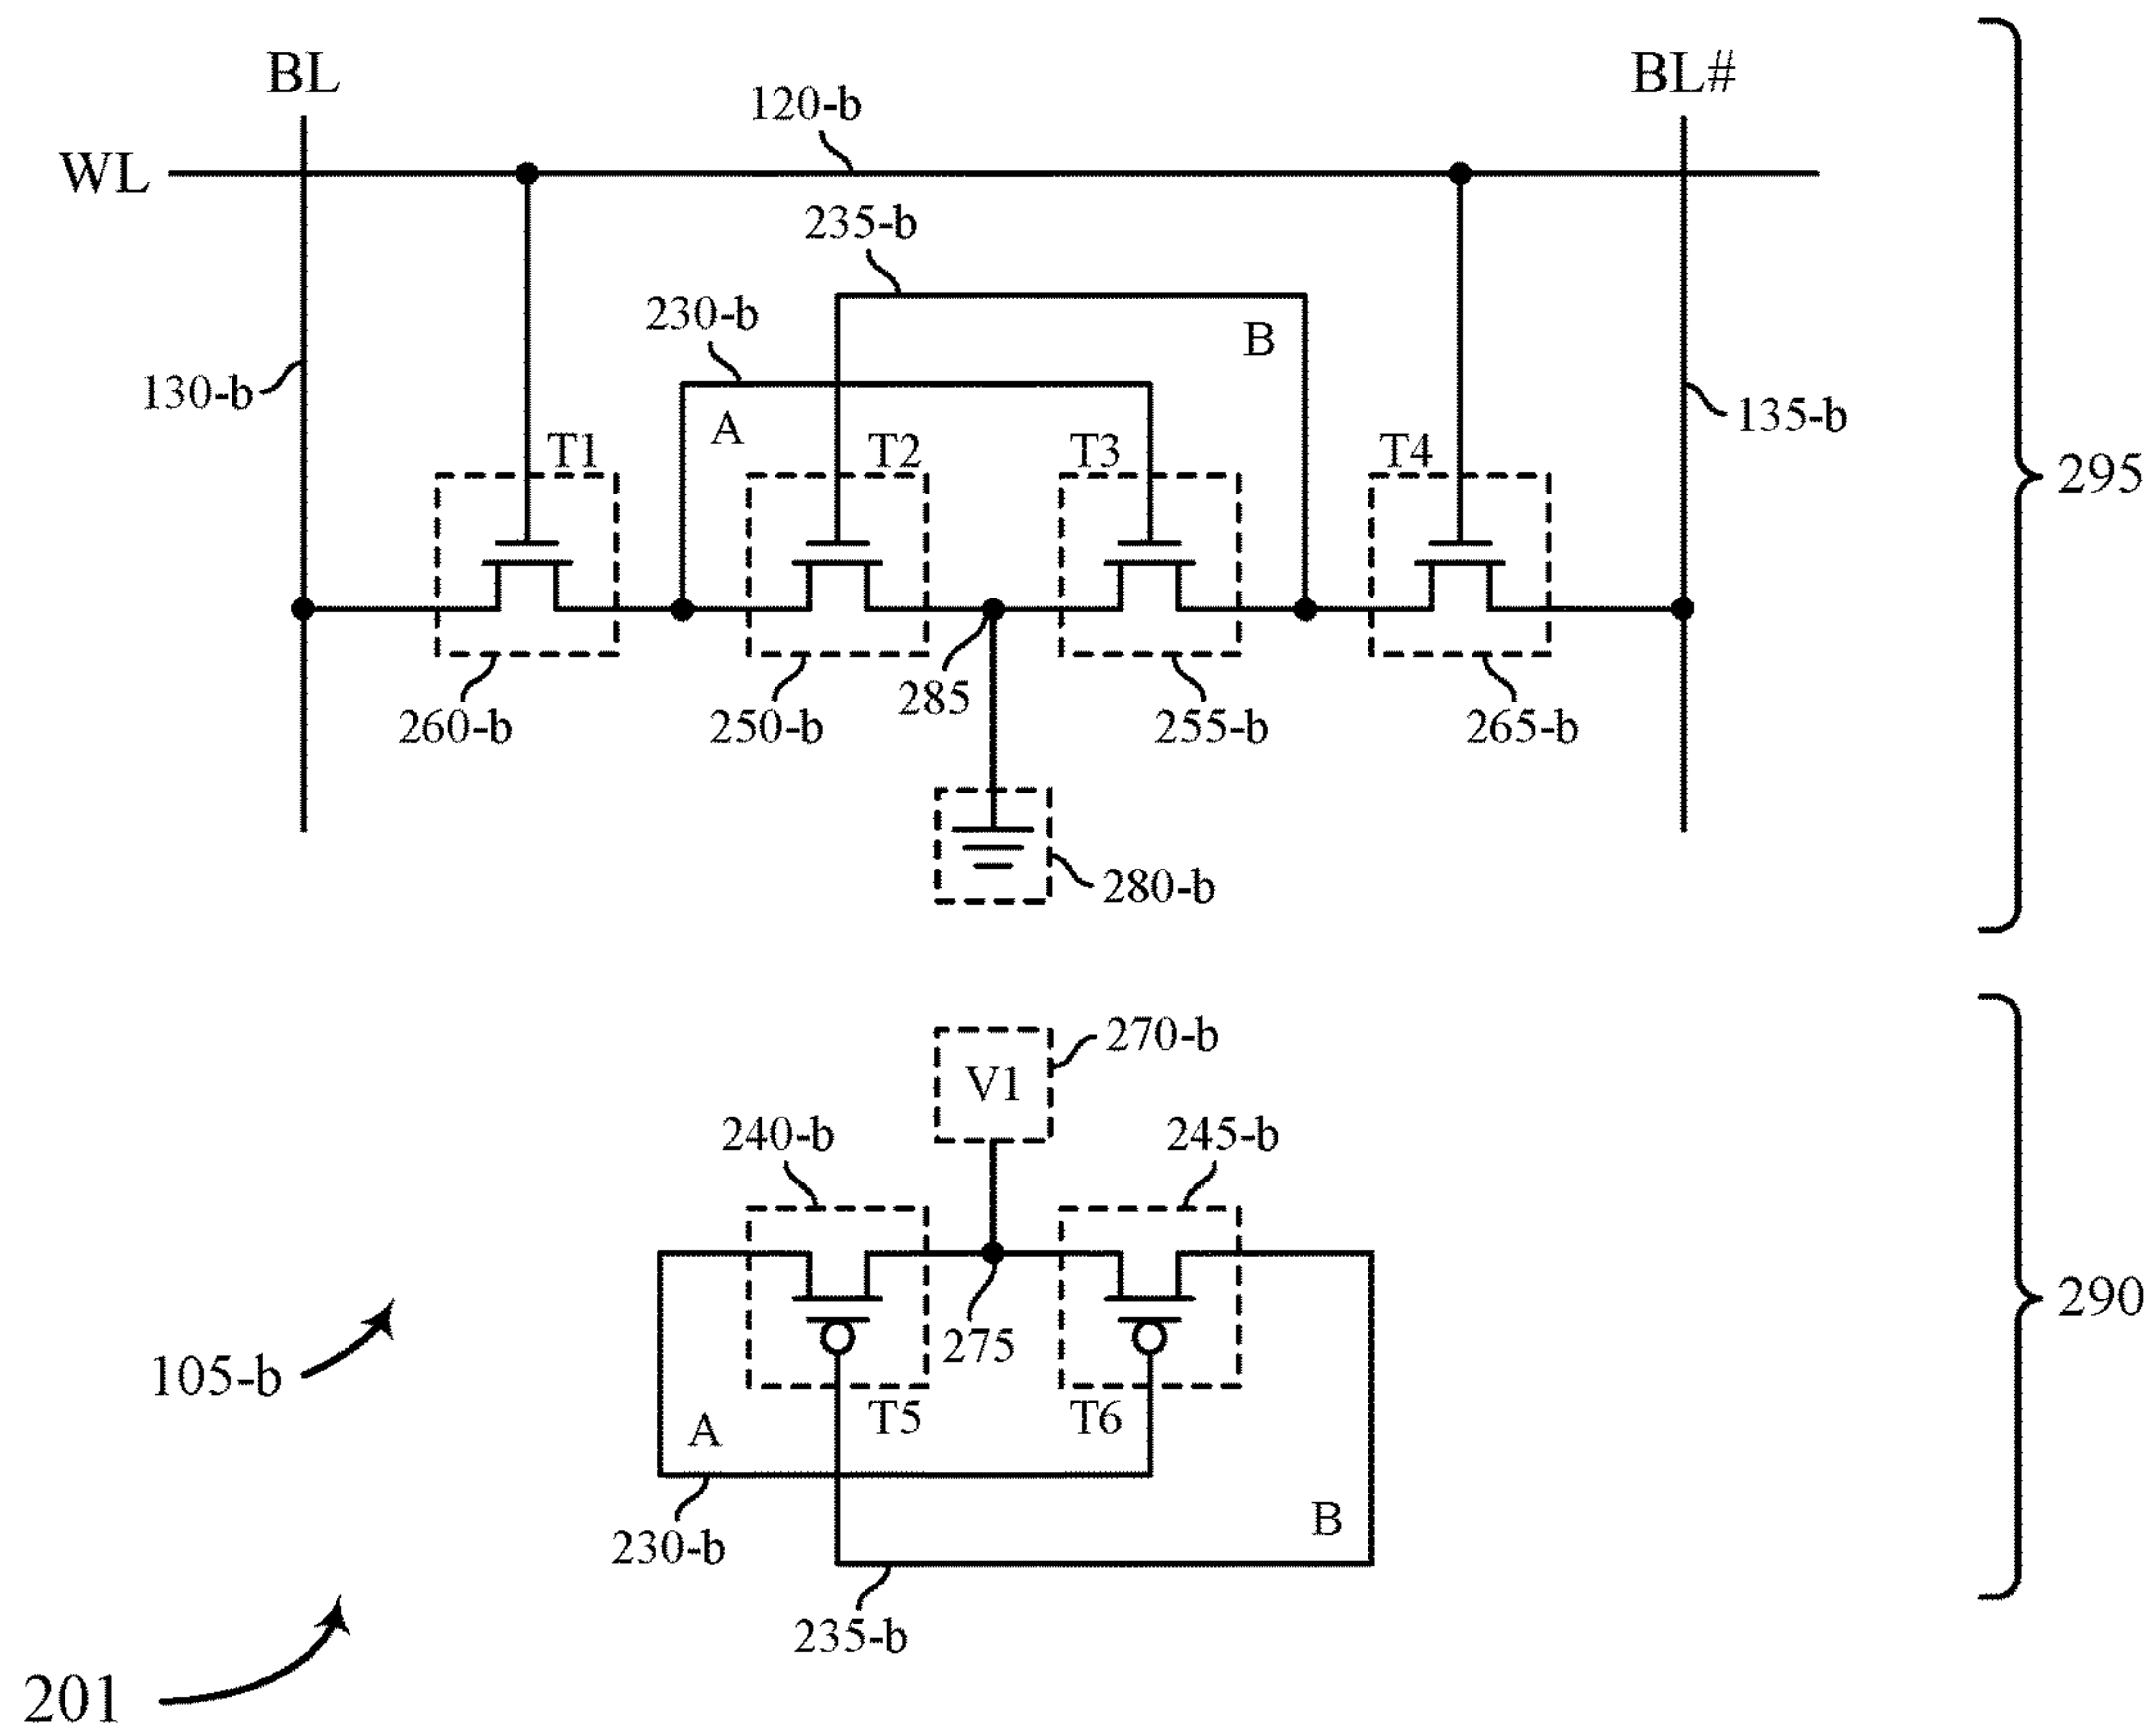 BL
BL#
120-b
WL
235-b
230-b
B
130-b
A
135-b
T1
T2
T3
T4
295
285
260-b
250-b
255-b
265-b
280-b
270-b
V1
240-b
245-b
290
275
105-b
T5
T6
A
B
230-b
235-b
201